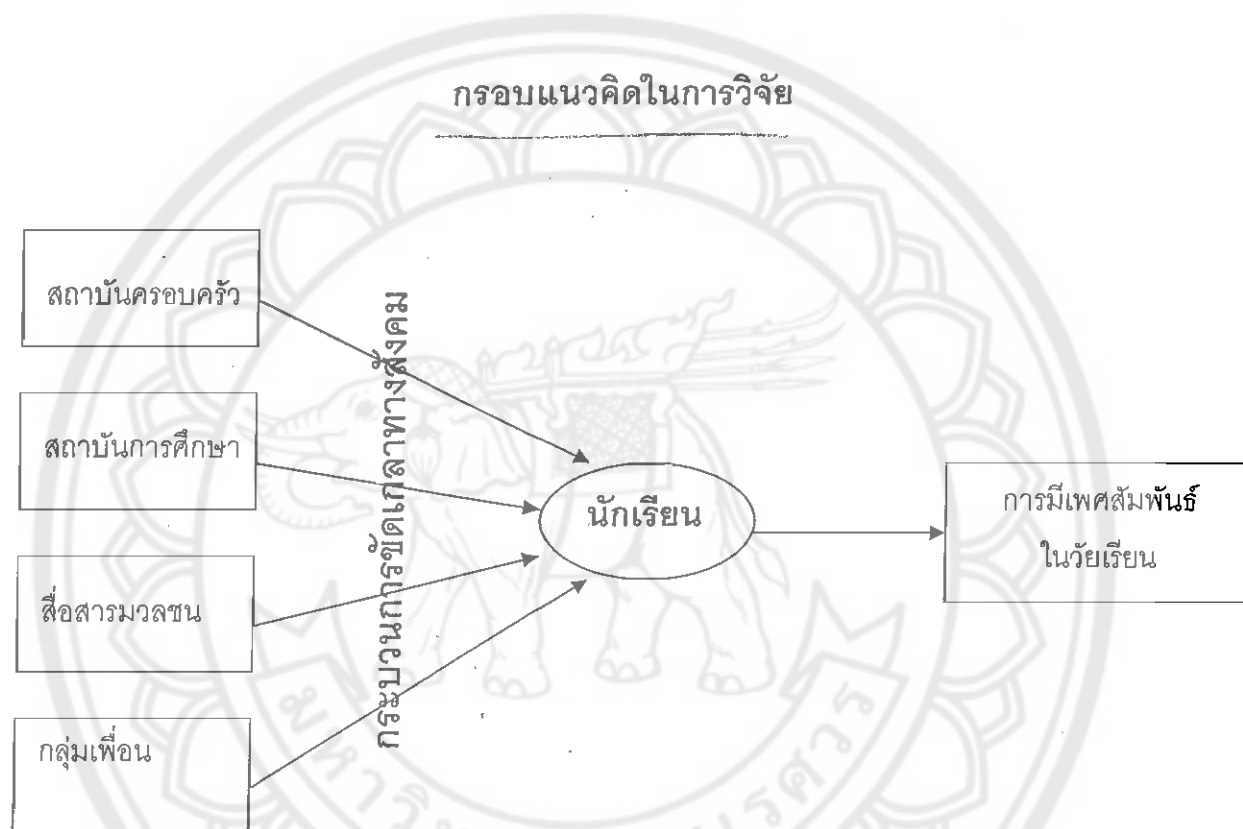 กรอบแนวคิดในการวิจัย
สถาบันครอบครัว
สถาบันการศึกษา
สื่อสารมวลชน
กลุ่มเพื่อน
กระบวนการขัดเกลาทางสังคม
นักเรียน
การมีเพศสัมพันธ์
ในวัยเรียน